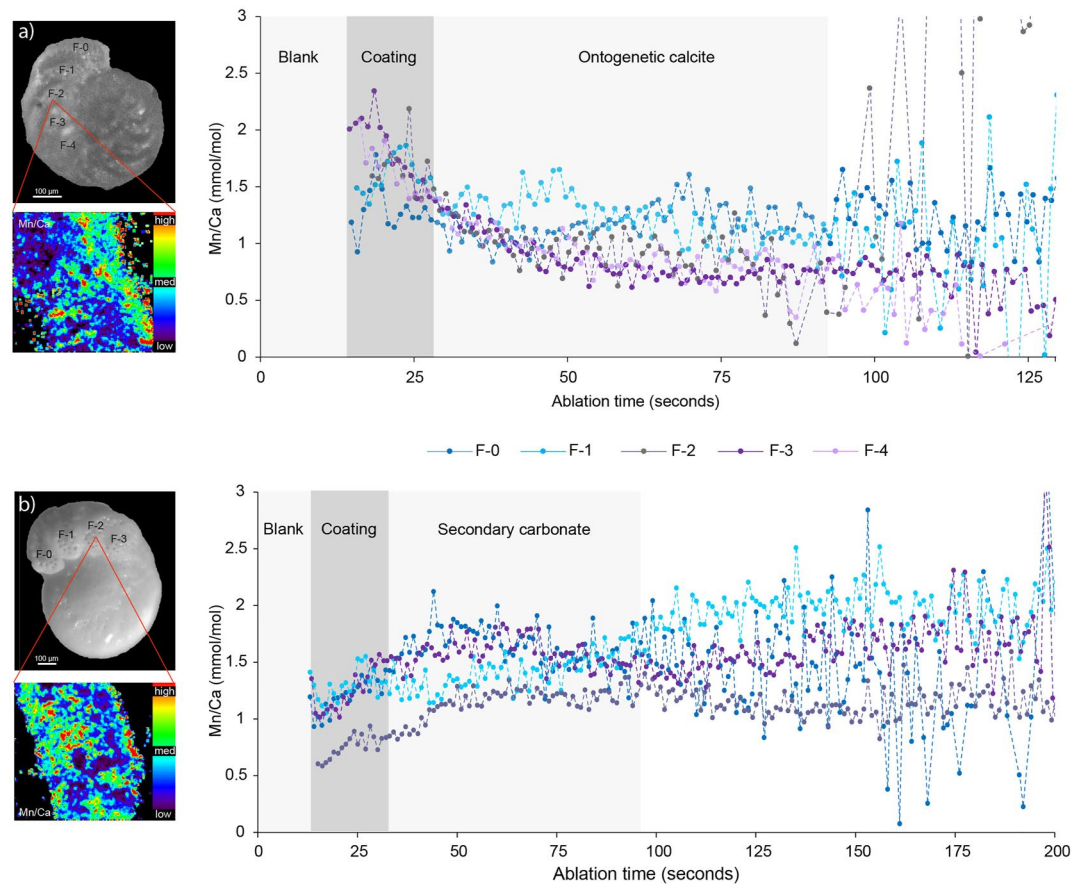 a)
F-0
F-1
F-2
F-3
F-4
100 µm
Mn/Ca
high
med
low
Mn/Ca (mmol/mol)
3
2.5
2
1.5
1
0.5
0
Blank
Coating
Ontogenetic calcite
0
25
50
75
100
125
Ablation time (seconds)
F-0 F-1 F-2 F-3 F-4
b)
F-2
F-1
F-3
F-0
100 µm
high
med
low
Mn/Ca
Mn/Ca (mmol/mol)
3
2.5
2
1.5
1
0.5
0
Blank
Coating
Secondary carbonate
0
25
50
75
100
125
150
175
200
Ablation time (seconds)